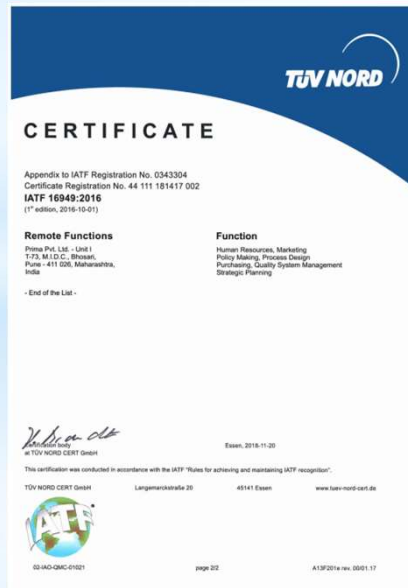 TÜV NORD
CERTIFICATE
Appendix to IATF Registration No. 0343304
Certificate Registration No. 44 111 181417 002
IATF 16949:2016
(1st edition, 2016-10-01)
Remote Functions
Prima Pvt. Ltd. - Unit I
T-73, M.I.D.C., Bhosari,
Pune - 411 026, Maharashtra,
India
Function
Human Resources, Marketing
Policy Making, Process Design
Purchasing, Quality System Management
Strategic Planning
- End of the List -
Certification body
at TÜV NORD CERT GmbH
Essen, 2018-11-20
This certification was conducted in accordance with the IATF "Rules for achieving and maintaining IATF recognition".
TÜV NORD CERT GmbH Langemarckstraße 20 45141 Essen www.tuev-nord-cert.de
IATF
02-IAO-QMC-01021 page 2/2 A13F201e rev. 00/01.17